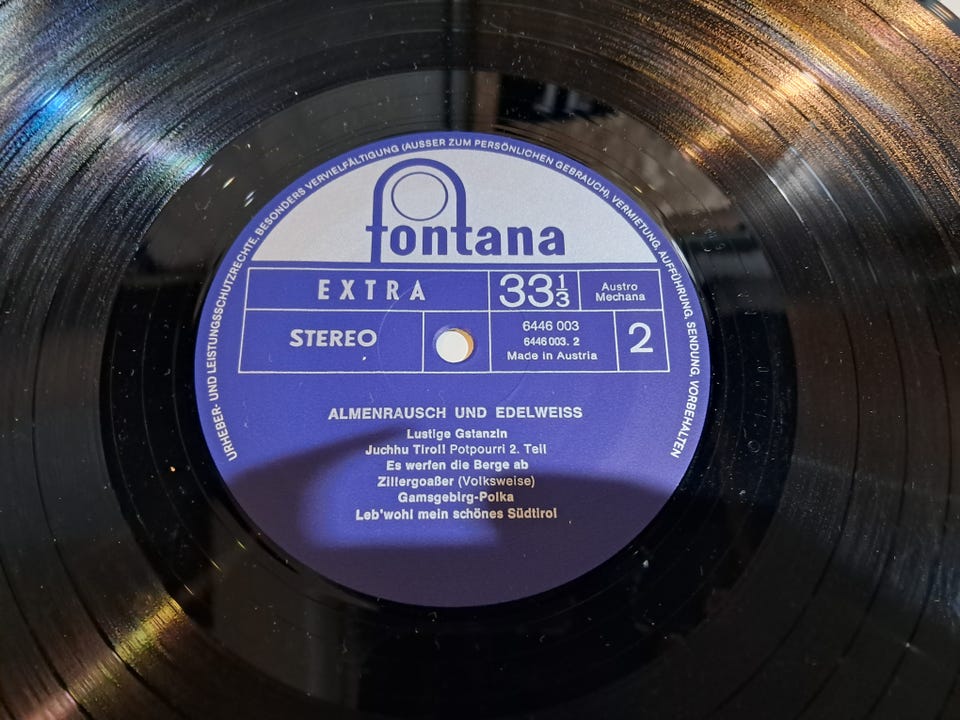 URHEBER- UND LEISTUNGSSCHUTZRECHTE, BESONDERS VERVIELFÄLTIGUNG (AUSSER ZUM PERSÖNLICHEN GEBRAUCH), VERMIETUNG, AUFFÜHRUNG, SENDUNG, VORBEHALTEN
fontana
EXTRA
33 1/3
Austro
Mechana
STEREO
6446 003
6446 003. 2
Made in Austria
2
ALMENRAUSCH UND EDELWEISS
Lustige Gstanzln
Juchhu Tirol! Potpourri 2. Teil
Es werfen die Berge ab
Zillergoaßer (Volksweise)
Gamsgebirg-Polka
Leb'wohl mein schönes Südtirol